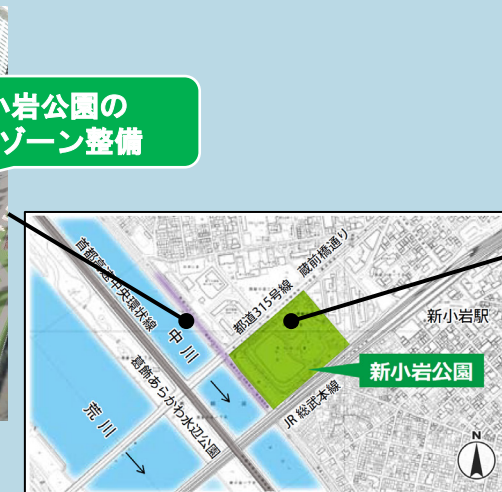 小岩公園の
ゾーン整備
首都高速中央環状線
中川
都道315号線 蔵前橋通り
新小岩駅
新小岩公園
葛飾あらかわ水辺公園
JR 総武本線
荒川
N